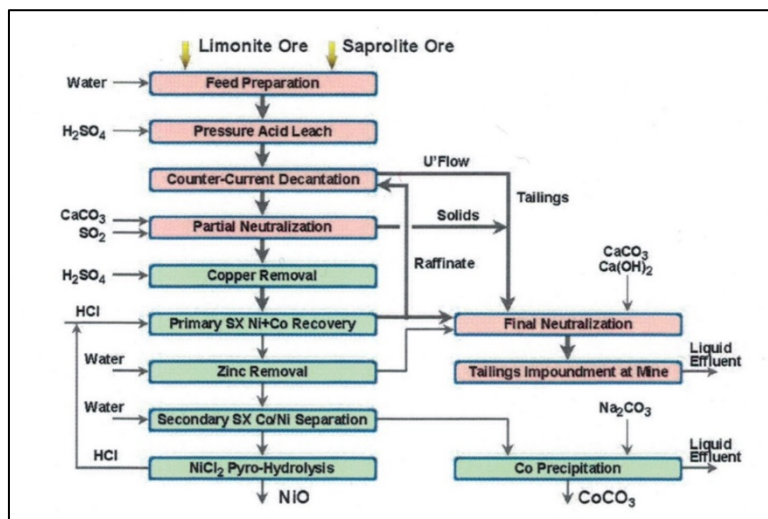 Limonite Ore
Saprolite Ore
Water
Feed Preparation
H₂SO₄
Pressure Acid Leach
Counter-Current Decantation
U'Flow
Tailings
CaCO₃
SO₂
Partial Neutralization
Solids
CaCO₃
Ca(OH)₂
H₂SO₄
Copper Removal
Raffinate
HCl
Primary SX Ni+Co Recovery
Final Neutralization
Water
Zinc Removal
Tailings Impoundment at Mine
Liquid
Effluent
Water
Secondary SX Co/Ni Separation
Na₂CO₃
HCl
NiCl₂ Pyro-Hydrolysis
Co Precipitation
Liquid
Effluent
NiO
CoCO₃